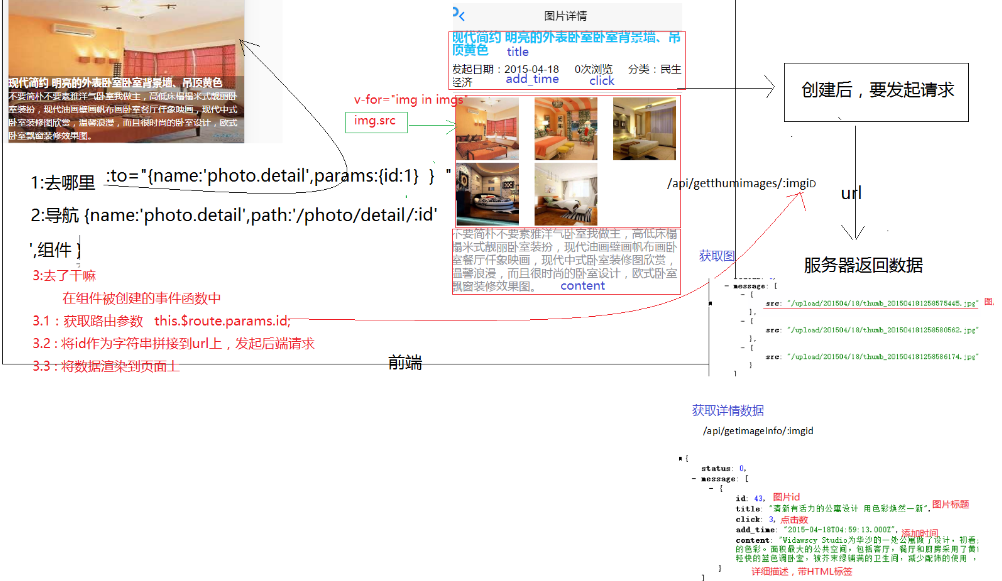 现代简约 明亮的外表卧室卧室背景墙、吊顶黄色
不要简朴不要素雅洋气卧室我做主，高低床榻榻米式靓丽卧
室装扮，现代油画壁画帆布画卧室餐厅仟象映画，现代中式
卧室装修图欣赏，温馨浪漫，而且很时尚的卧室设计，欧式
卧室飘窗装修效果图。
图片详情
现代简约 明亮的外表卧室卧室背景墙、吊
顶黄色
title
发起日期：2015-04-18 0次浏览 分类：民生
经济
add_time
click
v-for="img in imgs"
img.src
不要简朴不要素雅洋气卧室我做主，高低床榻
榻米式靓丽卧室装扮，现代油画壁画帆布画卧
室餐厅仟象映画，现代中式卧室装修图欣赏，
温馨浪漫，而且很时尚的卧室设计，欧式卧室
飘窗装修效果图。
content
创建后，要发起请求
/api/getthumimages/:imgiD
url
服务器返回数据
获取图
1:去哪里 :to="{name:'photo.detail',params:{id:1} } "
2:导航 {name:'photo.detail',path:'/photo/detail/:id'
',组件 }
3:去了干嘛
在组件被创建的事件函数中
3.1：获取路由参数 this.$route.params.id;
3.2：将id作为字符串拼接到url上，发起后端请求
3.3：将数据渲染到页面上
前端
message: [
{
src: "/upload/201504/18/thumb_201504181258575445.jpg"
},
{
src: "/upload/201504/18/thumb_201504181258580562.jpg"
},
{
src: "/upload/201504/18/thumb_201504181258586174.jpg"
}
]
获取详情数据
/api/getimageInfo/:imgid
{
status: 0,
message: [
{
id: 43, 图片id
title: "清新有活力的公寓设计 用色彩焕然一新", 图片标题
click: 3, 点击数
add_time: "2015-04-18T04:59:13.000Z", 添加时间
content: "Widawscy Studio为华沙的一处公寓做了设计，初看
的色彩。面积最大的公共空间，包括客厅，餐厅和厨房采用了黄
轻快的蓝色调卧室，被芥末绿铺满的卫生间，减少配饰的使用，
}
详细描述，带HTML标签
]